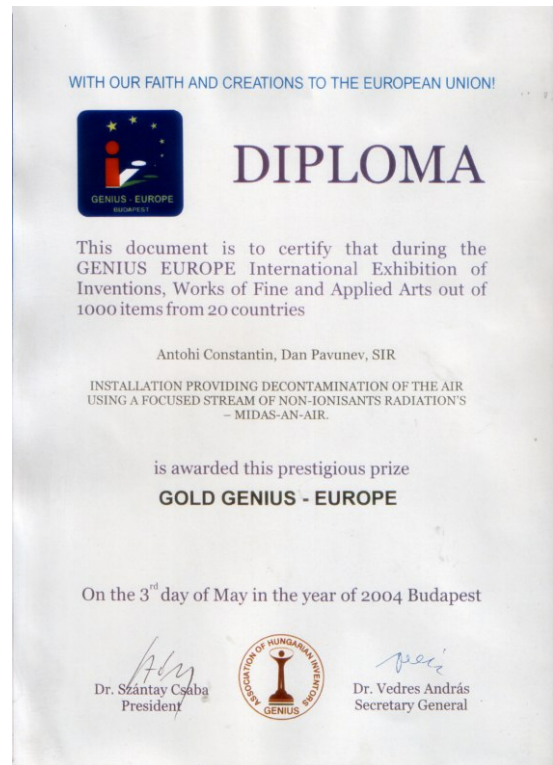 WITH OUR FAITH AND CREATIONS TO THE EUROPEAN UNION!
GENIUS - EUROPE
BUDAPEST
DIPLOMA
This document is to certify that during the
GENIUS EUROPE International Exhibition of
Inventions, Works of Fine and Applied Arts out of
1000 items from 20 countries
Antohi Constantin, Dan Pavunev, SIR
INSTALLATION PROVIDING DECONTAMINATION OF THE AIR
USING A FOCUSED STREAM OF NON-IONISANTS RADIATION'S
– MIDAS-AN-AIR.
is awarded this prestigious prize
GOLD GENIUS - EUROPE
On the 3rd day of May in the year of 2004 Budapest
Dr. Szántay Csaba
President
ASSOCIATION OF HUNGARIAN INVENTORS
GENIUS
Dr. Vedres András
Secretary General